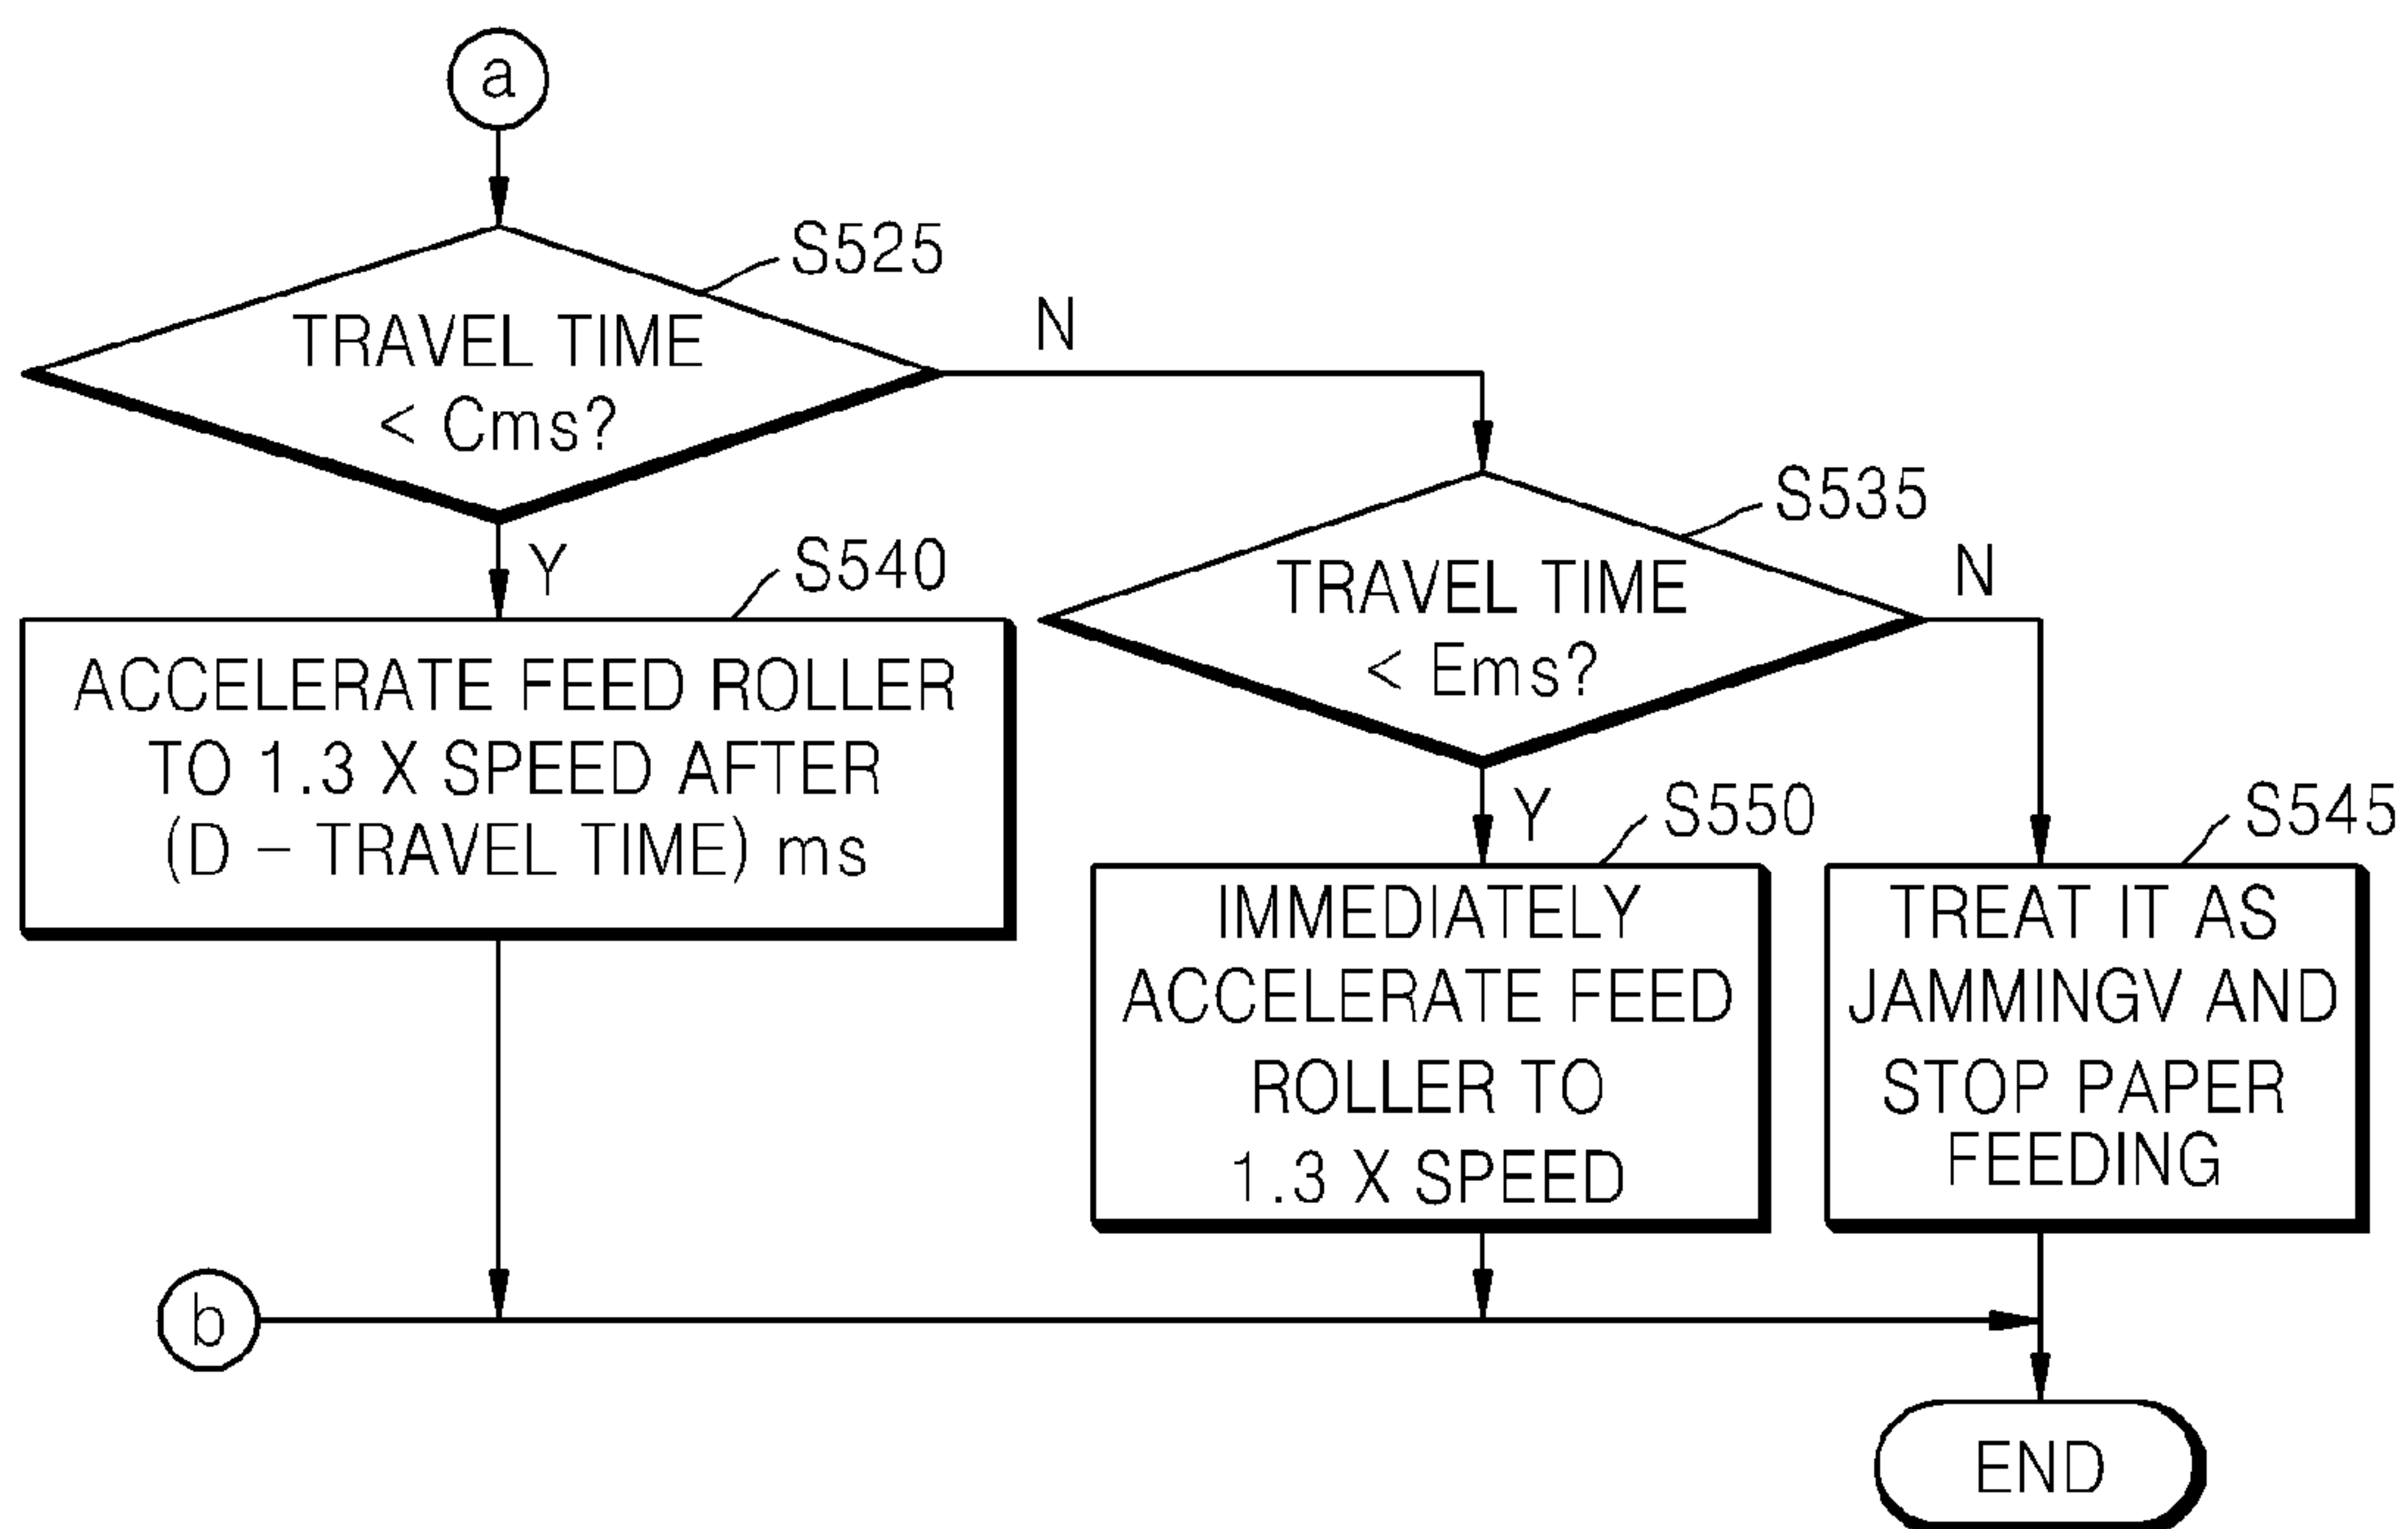 a
S525
TRAVEL TIME
< Cms?
N
Y
S535
TRAVEL TIME
< Ems?
N
Y
S540
ACCELERATE FEED ROLLER
TO 1.3 X SPEED AFTER
(D – TRAVEL TIME) ms
S550
IMMEDIATELY
ACCELERATE FEED
ROLLER TO
1.3 X SPEED
S545
TREAT IT AS
JAMMINGV AND
STOP PAPER
FEEDING
b
END